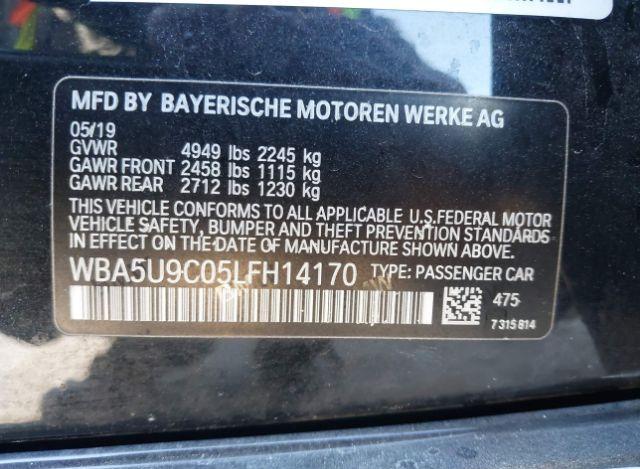 MFD BY BAYERISCHE MOTOREN WERKE AG
05/19
GVWR 4949 lbs 2245 kg
GAWR FRONT 2458 lbs 1115 kg
GAWR REAR 2712 lbs 1230 kg
THIS VEHICLE CONFORMS TO ALL APPLICABLE U.S.FEDERAL MOTOR
VEHICLE SAFETY, BUMPER AND THEFT PREVENTION STANDARDS
IN EFFECT ON THE DATE OF MANUFACTURE SHOWN ABOVE.
WBA5U9C05LFH14170 TYPE: PASSENGER CAR
475
7315814